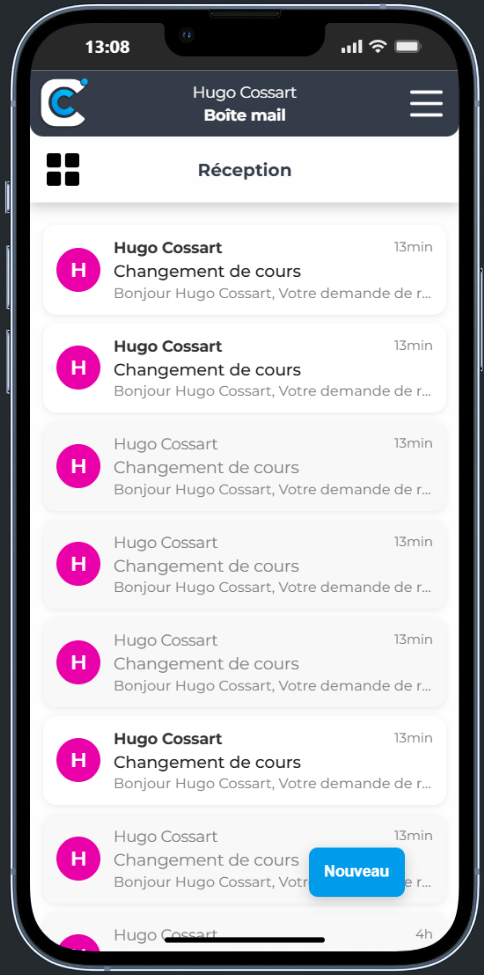 13:08
Hugo Cossart
Boîte mail
Réception
Hugo Cossart 13min
H
Changement de cours
Bonjour Hugo Cossart, Votre demande de r...
Hugo Cossart 13min
H
Changement de cours
Bonjour Hugo Cossart, Votre demande de r...
Hugo Cossart 13min
H
Changement de cours
Bonjour Hugo Cossart, Votre demande de r...
Hugo Cossart 13min
H
Changement de cours
Bonjour Hugo Cossart, Votre demande de r...
Hugo Cossart 13min
H
Changement de cours
Bonjour Hugo Cossart, Votre demande de r...
Hugo Cossart 13min
H
Changement de cours
Bonjour Hugo Cossart, Votre demande de r...
Hugo Cossart 13min
H
Changement de cours
Nouveau
Bonjour Hugo Cossart,
Hugo Cossart 4h